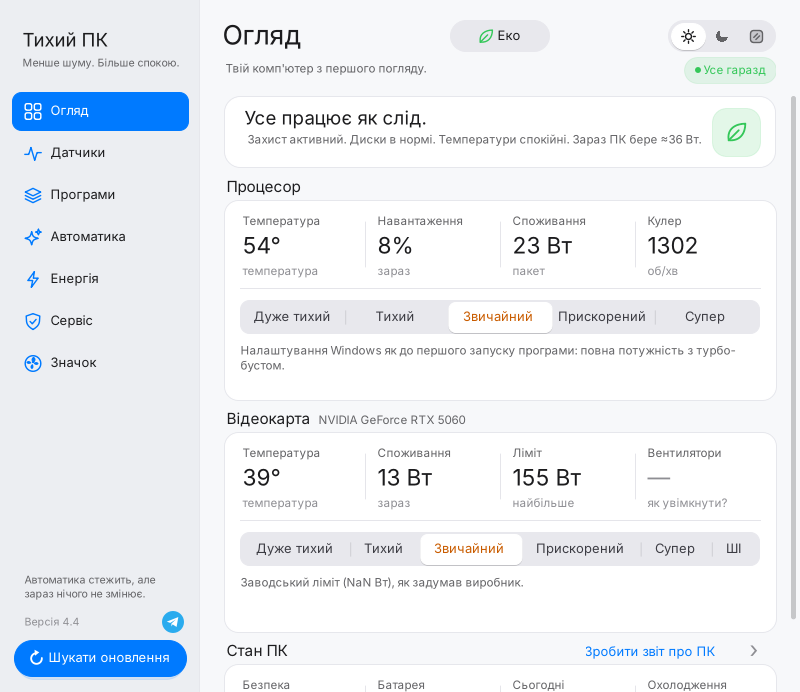 Тихий ПК
Менше шуму. Більше спокою.
Огляд
Датчики
Програми
Автоматика
Енергія
Сервіс
Значок
Автоматика стежить, але
зараз нічого не змінює.
Версія 4.4
Шукати оновлення
Огляд
Еко
Твій комп'ютер з першого погляду.
Усе гаразд
Усе працює як слід.
Захист активний. Диски в нормі. Температури спокійні. Зараз ПК бере ≈36 Вт.
Процесор
Температура Навантаження Споживання Кулер
54° 8% 23 Вт 1302
температура зараз пакет об/хв
Дуже тихий Тихий Звичайний Прискорений Супер
Налаштування Windows як до першого запуску програми: повна потужність з турбо-
бустом.
Відеокарта NVIDIA GeForce RTX 5060
Температура Споживання Ліміт Вентилятори
39° 13 Вт 155 Вт —
температура зараз найбільше як увімкнути?
Дуже тихий Тихий Звичайний Прискорений Супер ШІ
Заводський ліміт (NaN Вт), як задумав виробник.
Стан ПК Зробити звіт про ПК
Безпека Батарея Сьогодні Охолодження